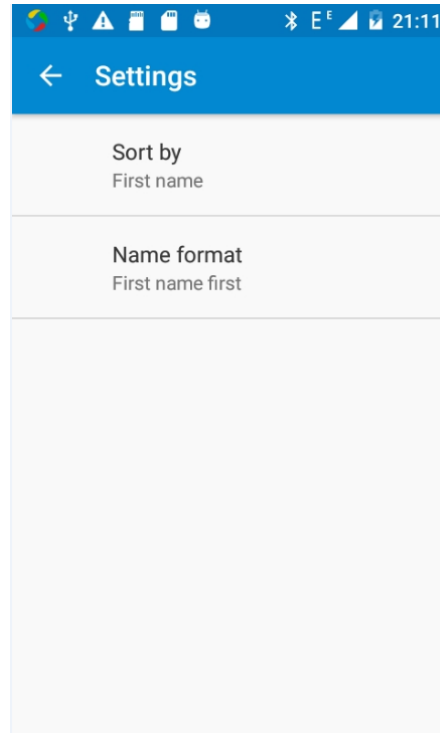 E E 21:11
Settings
Sort by
First name
Name format
First name first